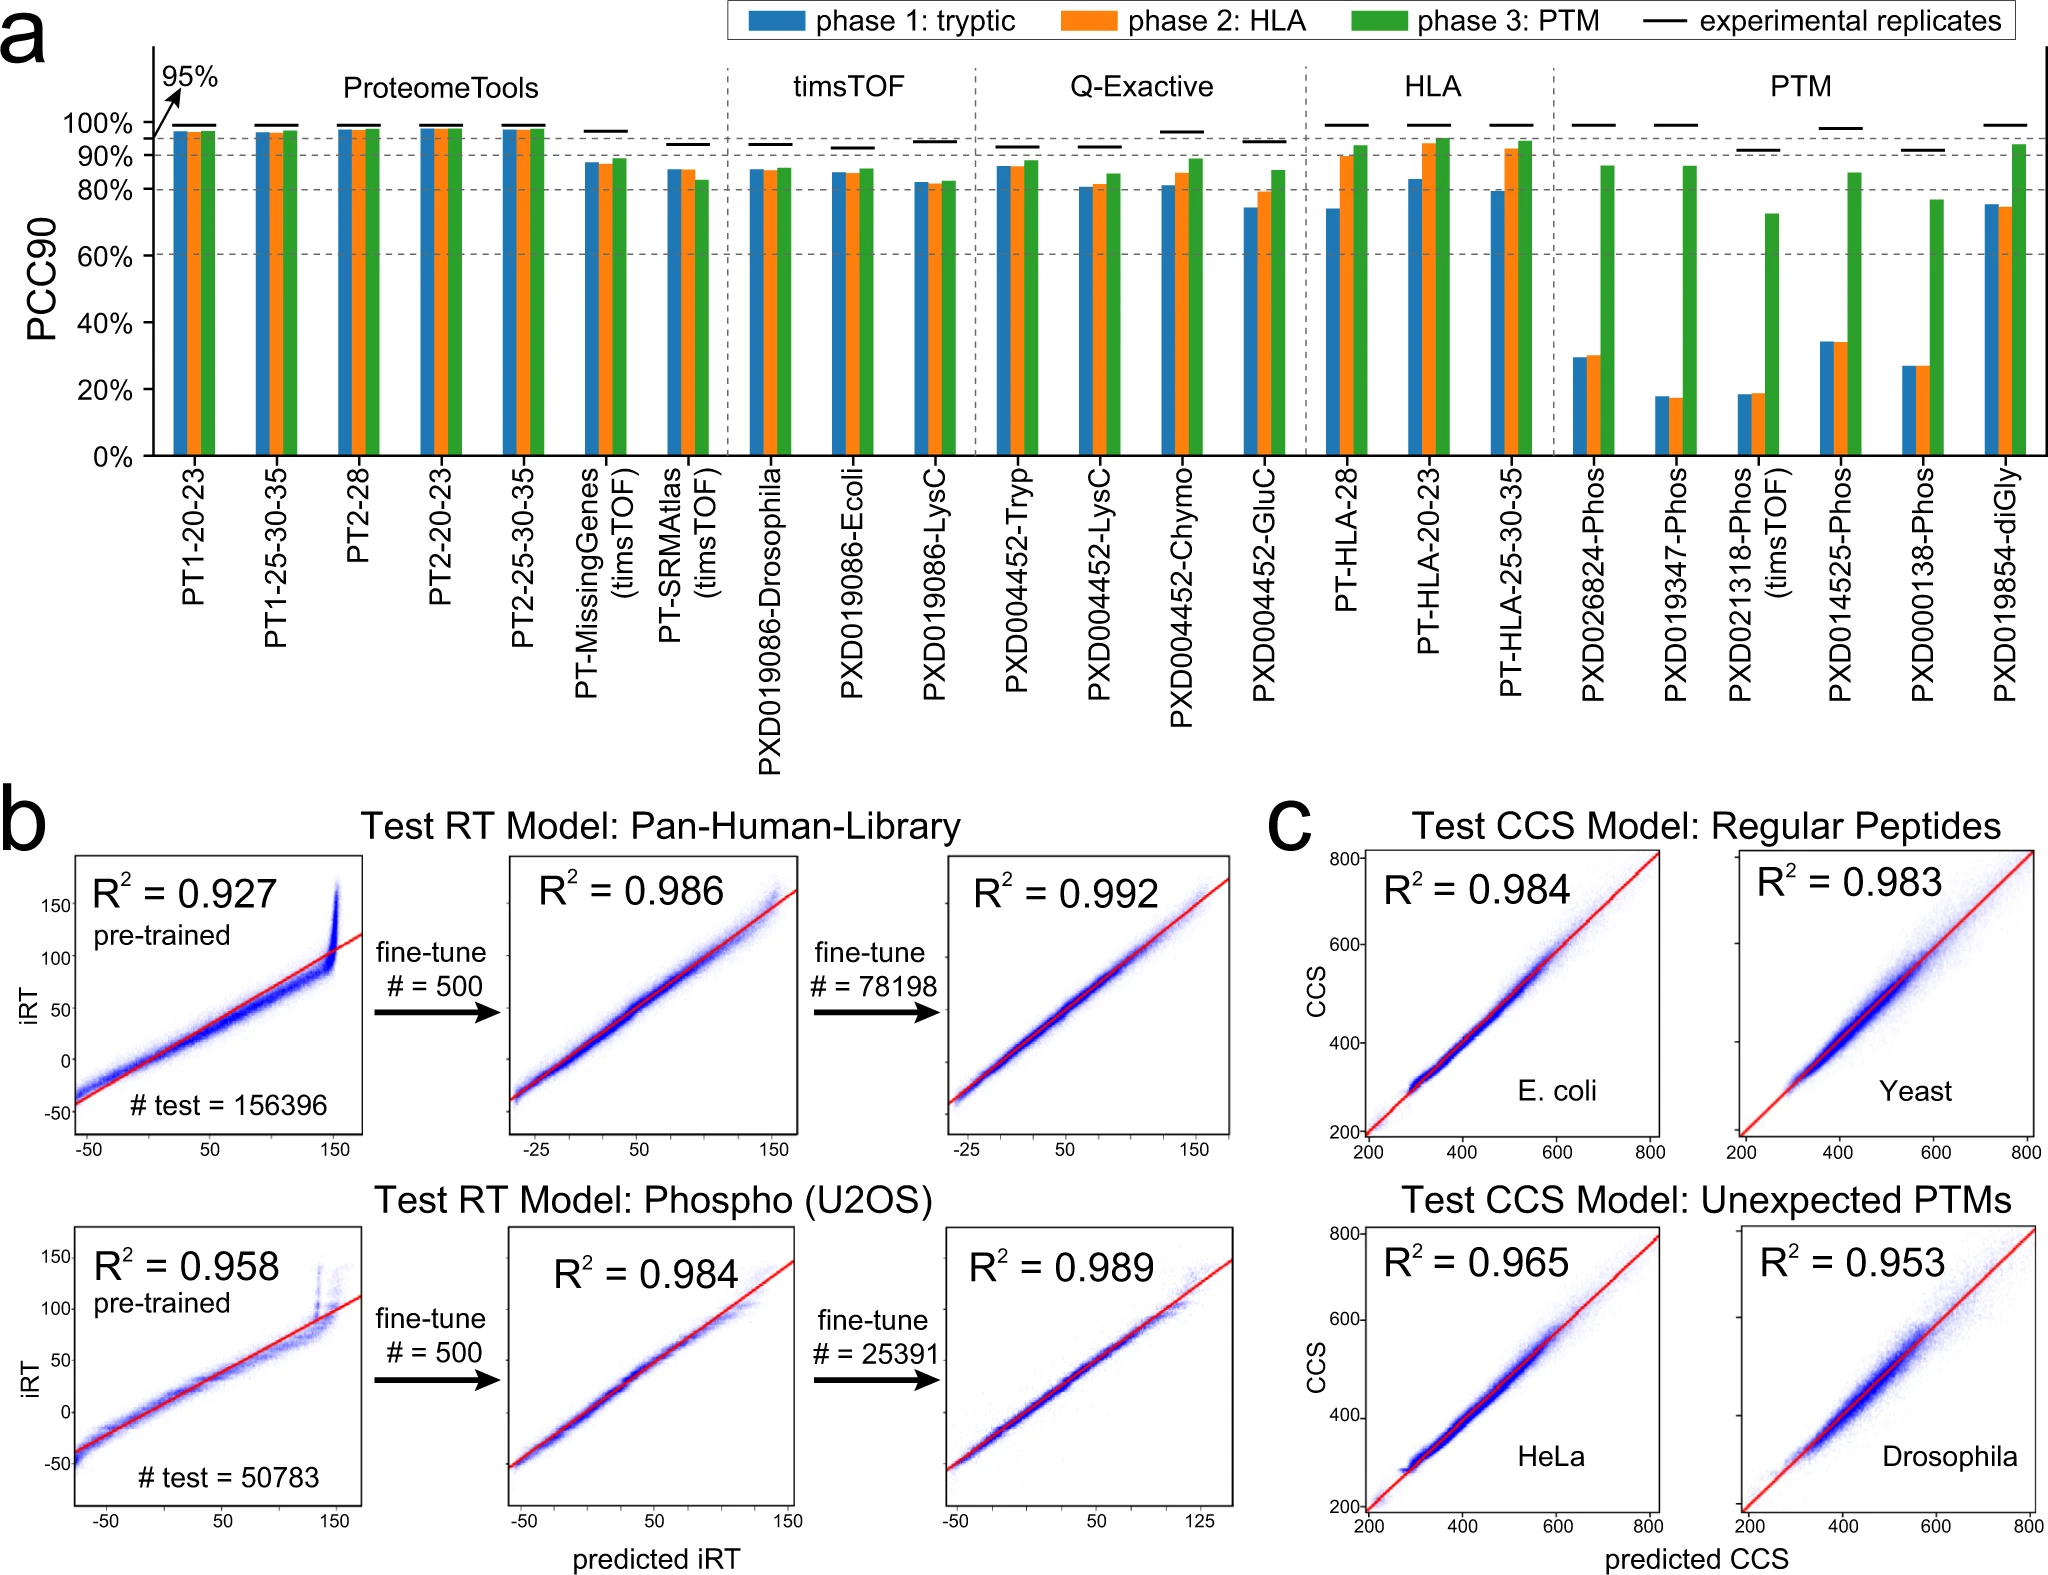 a
phase 1: tryptic
phase 2: HLA
phase 3: PTM
experimental replicates
95%
ProteomeTools
timsTOF
Q-Exactive
HLA
PTM
PCC90
100%
90%
80%
60%
40%
20%
0%
PT1-20-23
PT1-25-30-35
PT2-28
PT2-20-23
PT2-25-30-35
PT-MissingGenes
(timsTOF)
PT-SRMAtlas
(timsTOF)
PXD019086-Drosophila
PXD019086-Ecoli
PXD019086-LysC
PXD004452-Tryp
PXD004452-LysC
PXD004452-Chymo
PXD004452-GluC
PT-HLA-28
PT-HLA-20-23
PT-HLA-25-30-35
PXD026824-Phos
PXD019347-Phos
PXD021318-Phos
(timsTOF)
PXD014525-Phos
PXD000138-Phos
PXD019854-diGly
b
Test RT Model: Pan-Human-Library
R² = 0.927
pre-trained
# test = 156396
iRT
150
100
50
0
-50
-50 50 150
fine-tune
# = 500
R² = 0.986
-25 50 150
fine-tune
# = 78198
R² = 0.992
-25 50 150
Test RT Model: Phospho (U2OS)
R² = 0.958
pre-trained
# test = 50783
iRT
150
100
50
0
-50
-50 50 150
fine-tune
# = 500
R² = 0.984
-50 50 150
fine-tune
# = 25391
R² = 0.989
-50 50 125
predicted iRT
c
Test CCS Model: Regular Peptides
R² = 0.984
E. coli
CCS
800
600
400
200
200 400 600 800
R² = 0.983
Yeast
200 400 600 800
Test CCS Model: Unexpected PTMs
R² = 0.965
HeLa
CCS
800
600
400
200
200 400 600 800
R² = 0.953
Drosophila
200 400 600 800
predicted CCS